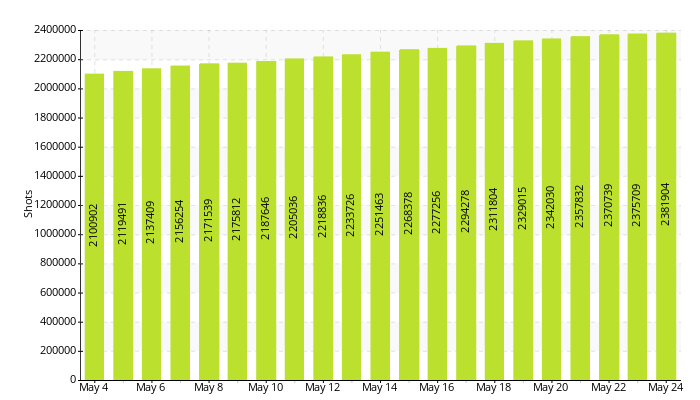 2400000
2200000
2000000
1800000
1600000
1400000
1200000
1000000
800000
600000
400000
200000
0
Shots
2100902
2119491
2137409
2156254
2171539
2175812
2187646
2205036
2218836
2233726
2251463
2268378
2277256
2294278
2311804
2329015
2342030
2357832
2370739
2375709
2381904
May 4
May 6
May 8
May 10
May 12
May 14
May 16
May 18
May 20
May 22
May 24